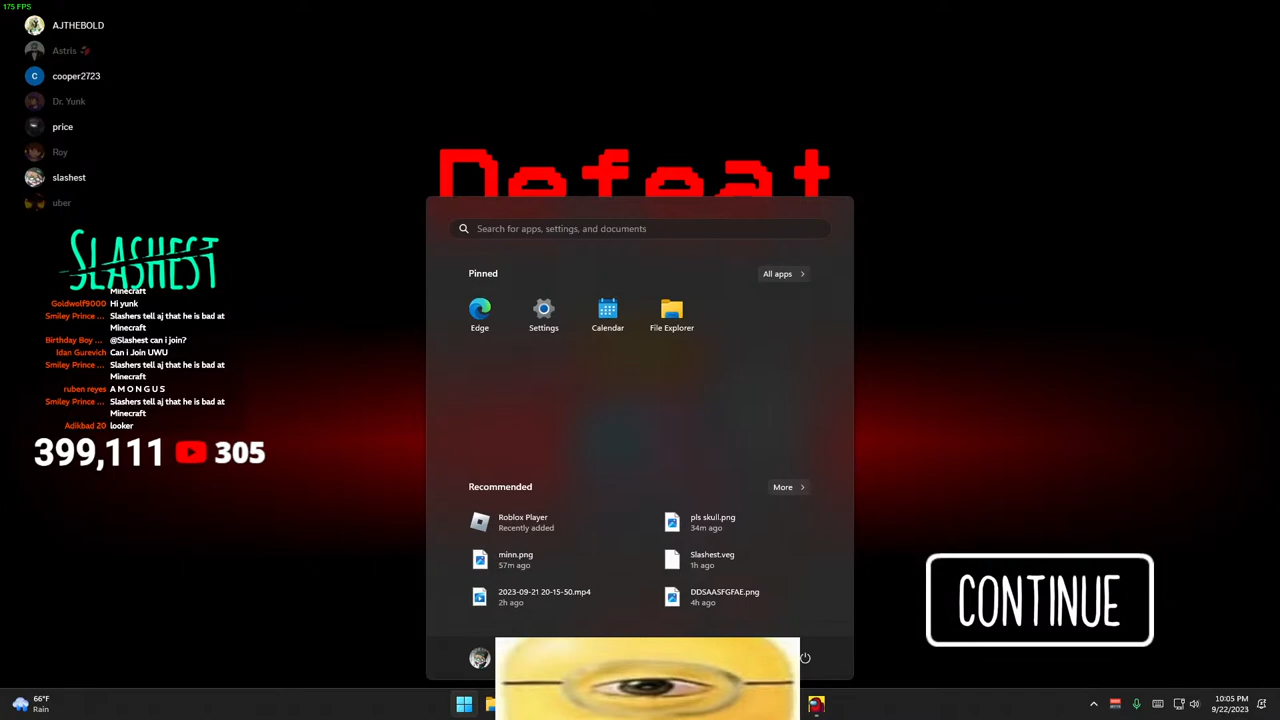 175 FPS
AJTHEBOLD
Astris
C cooper2723
Dr. Yunk
price
Roy
slashest
uber
SLASHEST
Minecraft
Goldwolf9000 Hi yunk
Smiley Prince ... Slashers tell aj that he is bad at
Minecraft
Birthday Boy ... @Slashest can i join?
Idan Gurevich Can i Join UWU
Smiley Prince ... Slashers tell aj that he is bad at
Minecraft
ruben reyes A M O N G U S
Smiley Prince ... Slashers tell aj that he is bad at
Minecraft
Adikbad 20 looker
399,111 305
Defeat
Search for apps, settings, and documents
Pinned
All apps
Edge
Settings
Calendar
File Explorer
Recommended
More
Roblox Player
Recently added
pls skull.png
34m ago
minn.png
57m ago
Slashest.veg
1h ago
2023-09-21 20-15-50.mp4
2h ago
DDSAASFGFAE.png
4h ago
CONTINUE
66°F
Rain
10:05 PM
9/22/2023